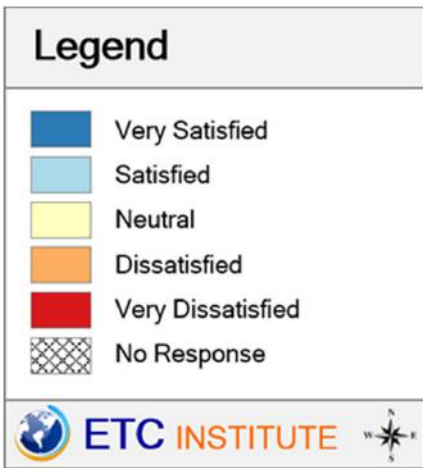 Legend
Very Satisfied
Satisfied
Neutral
Dissatisfied
Very Dissatisfied
No Response
ETC INSTITUTE
N
W E
S